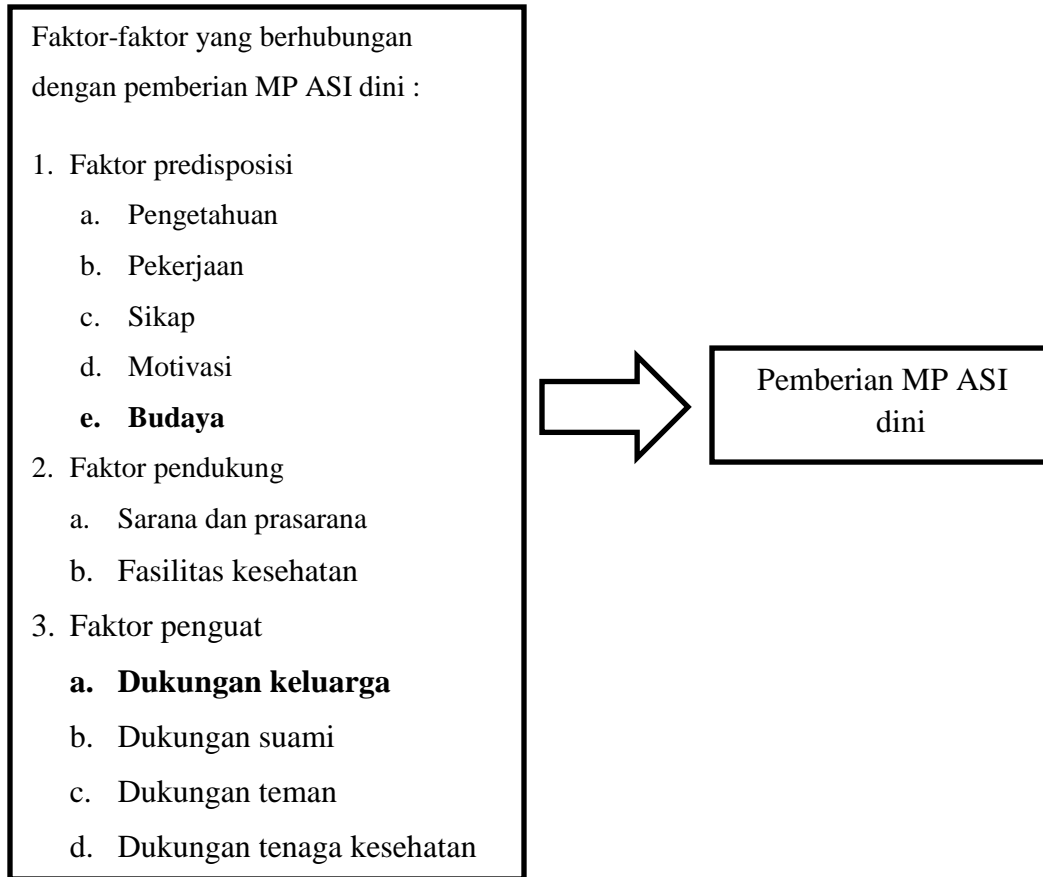 Faktor-faktor yang berhubungan
dengan pemberian MP ASI dini :
1. Faktor predisposisi
a. Pengetahuan
b. Pekerjaan
c. Sikap
d. Motivasi
e. Budaya
2. Faktor pendukung
a. Sarana dan prasarana
b. Fasilitas kesehatan
3. Faktor penguat
a. Dukungan keluarga
b. Dukungan suami
c. Dukungan teman
d. Dukungan tenaga kesehatan
Pemberian MP ASI
dini